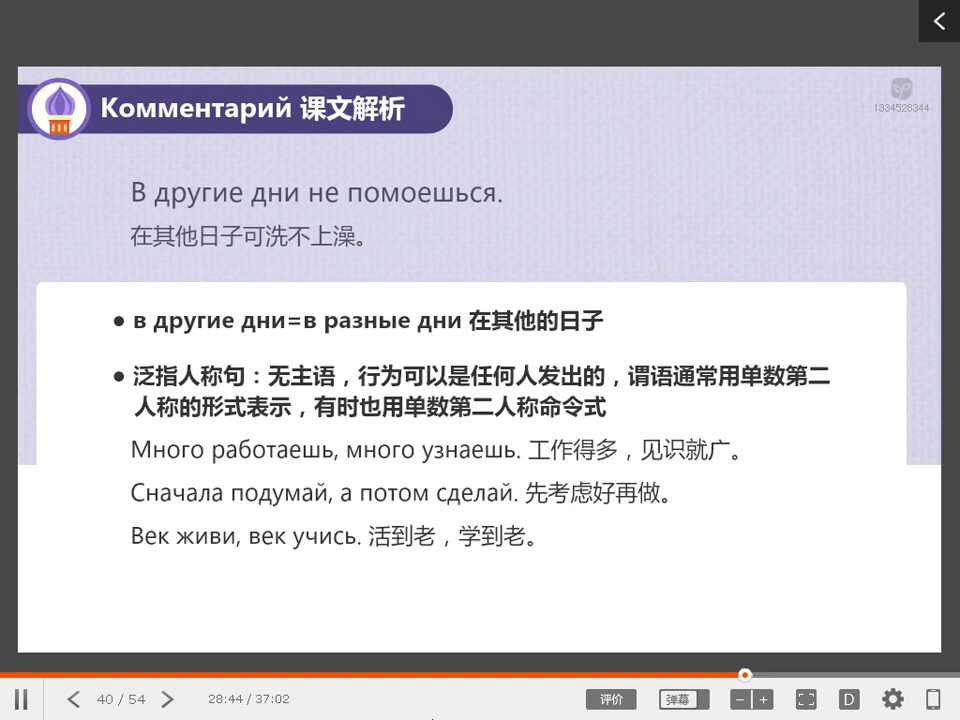 Комментарий 课文解析
1334528344
В другие дни не помоешься.
在其他日子可洗不上澡。
● в другие дни=в разные дни 在其他的日子
● 泛指人称句：无主语，行为可以是任何人发出的，谓语通常用单数第二
人称的形式表示，有时也用单数第二人称命令式
Много работаешь, много узнаешь. 工作得多，见识就广。
Сначала подумай, а потом сделай. 先考虑好再做。
Век живи, век учись. 活到老，学到老。
40 / 54
28:44 / 37:02
评价
弹幕
D